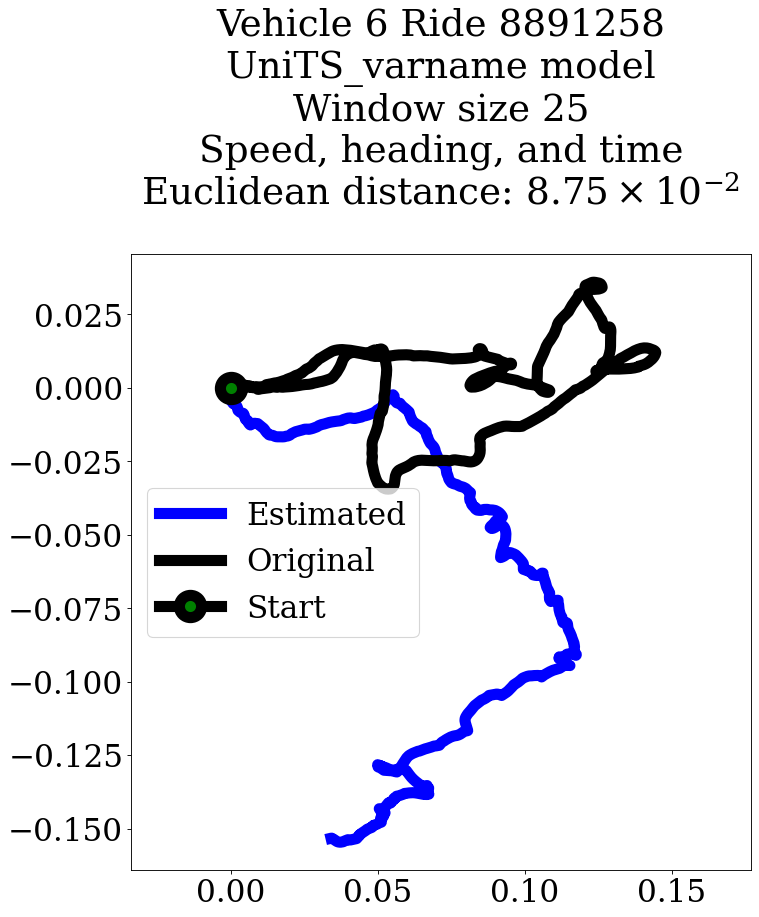 Vehicle 6 Ride 8891258
UniTS_varname model
Window size 25
Speed, heading, and time
Euclidean distance: 8.75 × 10⁻²
0.025
0.000
−0.025
−0.050
−0.075
−0.100
−0.125
−0.150
Estimated
Original
Start
0.00 0.05 0.10 0.15